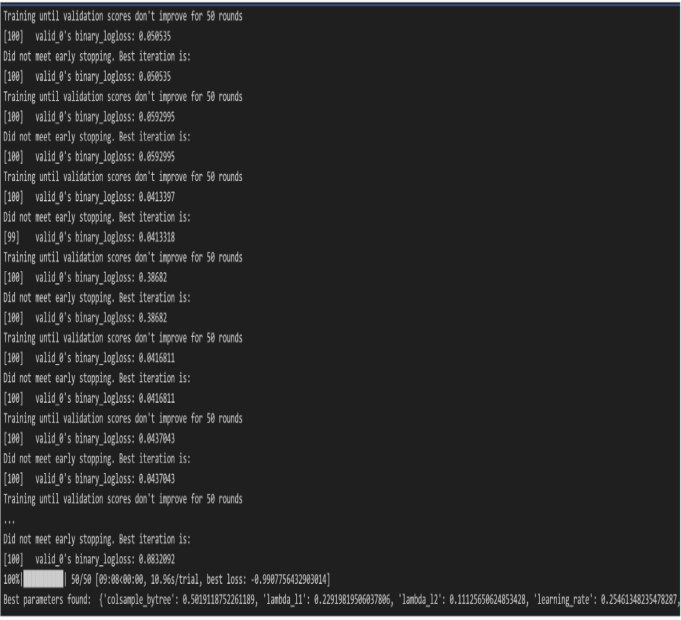 Training until validation scores don't improve for 50 rounds
[100] valid_0's binary_logloss: 0.050535
Did not meet early stopping. Best iteration is:
[100] valid_0's binary_logloss: 0.050535
Training until validation scores don't improve for 50 rounds
[100] valid_0's binary_logloss: 0.0592995
Did not meet early stopping. Best iteration is:
[100] valid_0's binary_logloss: 0.0592995
Training until validation scores don't improve for 50 rounds
[100] valid_0's binary_logloss: 0.0413397
Did not meet early stopping. Best iteration is:
[99] valid_0's binary_logloss: 0.0413318
Training until validation scores don't improve for 50 rounds
[100] valid_0's binary_logloss: 0.38682
Did not meet early stopping. Best iteration is:
[100] valid_0's binary_logloss: 0.38682
Training until validation scores don't improve for 50 rounds
[100] valid_0's binary_logloss: 0.0416811
Did not meet early stopping. Best iteration is:
[100] valid_0's binary_logloss: 0.0416811
Training until validation scores don't improve for 50 rounds
[100] valid_0's binary_logloss: 0.0437043
Did not meet early stopping. Best iteration is:
[100] valid_0's binary_logloss: 0.0437043
Training until validation scores don't improve for 50 rounds
...
Did not meet early stopping. Best iteration is:
[100] valid_0's binary_logloss: 0.0832092
100%|██████████| 50/50 [09:08<00:00, 10.96s/trial, best loss: -0.9907756432903014]
Best parameters found: {'colsample_bytree': 0.5019118752261189, 'lambda_l1': 0.22919819506037806, 'lambda_l2': 0.11125650624853428, 'learning_rate': 0.25461348235478287,